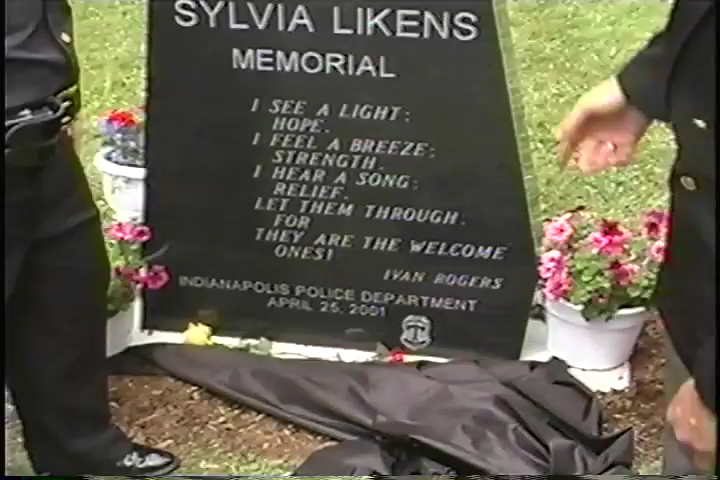 SYLVIA LIKENS
MEMORIAL
I SEE A LIGHT:
HOPE.
I FEEL A BREEZE:
STRENGTH.
I HEAR A SONG:
RELIEF.
LET THEM THROUGH.
FOR
THEY ARE THE WELCOME
ONES!
IVAN ROGERS
INDIANAPOLIS POLICE DEPARTMENT
APRIL 25, 2001